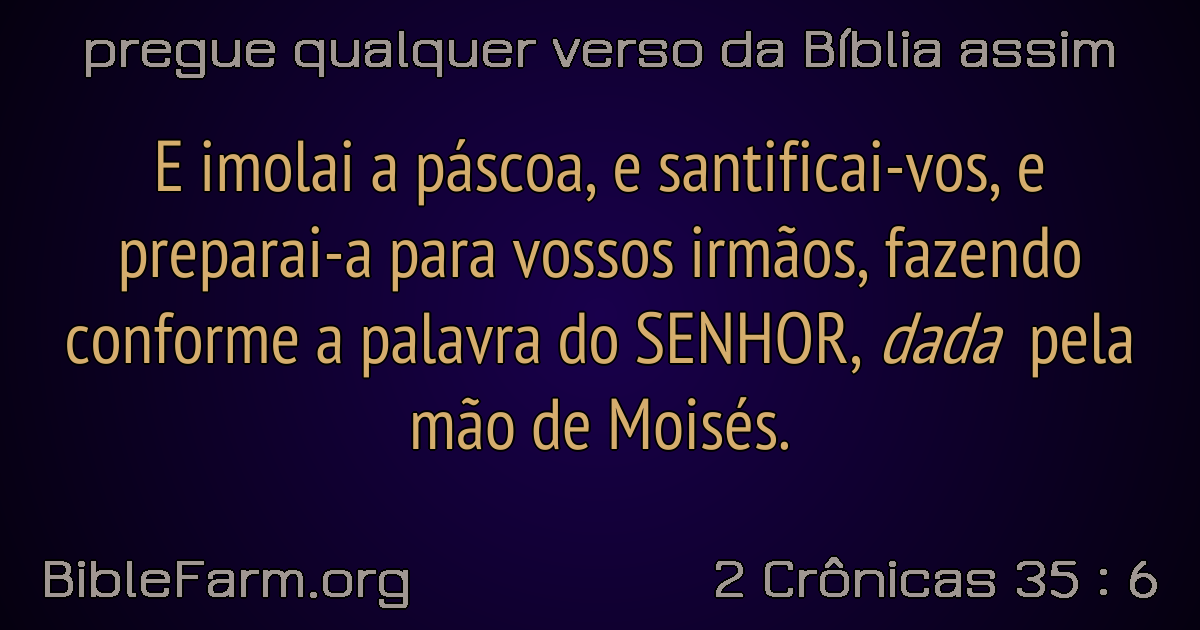 pregue qualquer verso da Bíblia assim
E imolai a páscoa, e santificai-vos, e
preparai-a para vossos irmãos, fazendo
conforme a palavra do SENHOR, dada pela
mão de Moisés.
BibleFarm.org
2 Crônicas 35 : 6